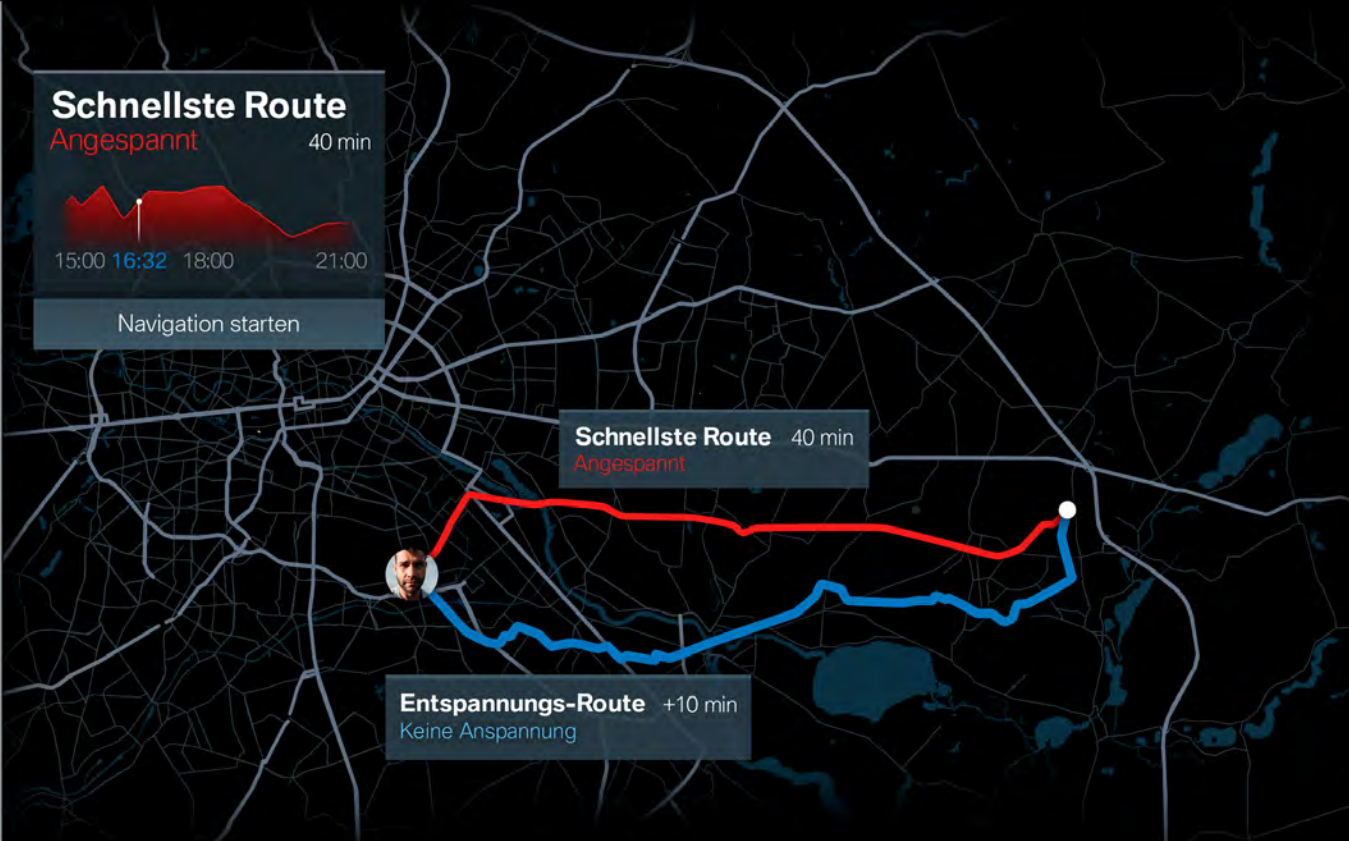 Schnellste Route
Angespannt 40 min
15:00 16:32 18:00 21:00
Navigation starten
Schnellste Route 40 min
Angespannt
Entspannungs-Route +10 min
Keine Anspannung